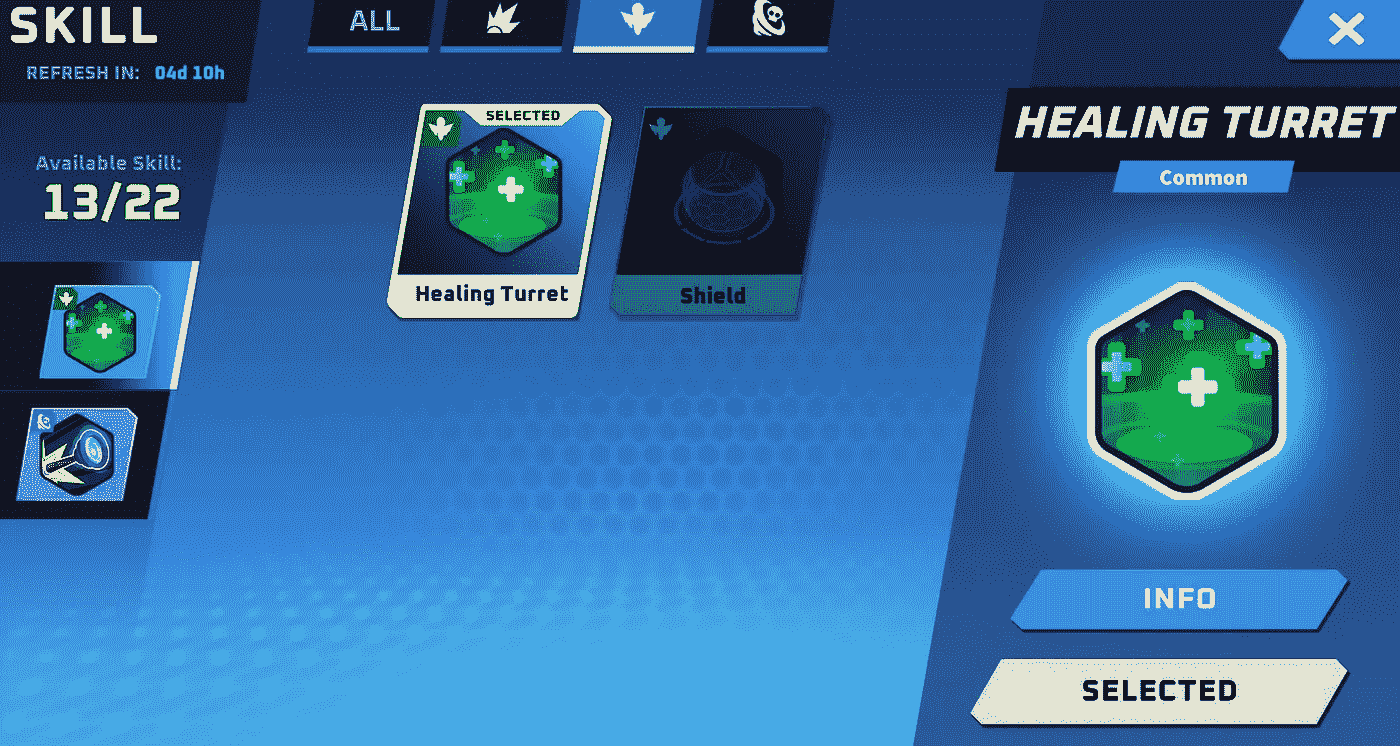 SKILL
REFRESH IN: 04d 10h
Available Skill:
13/22
ALL
SELECTED
Healing Turret
Shield
HEALING TURRET
Common
INFO
SELECTED